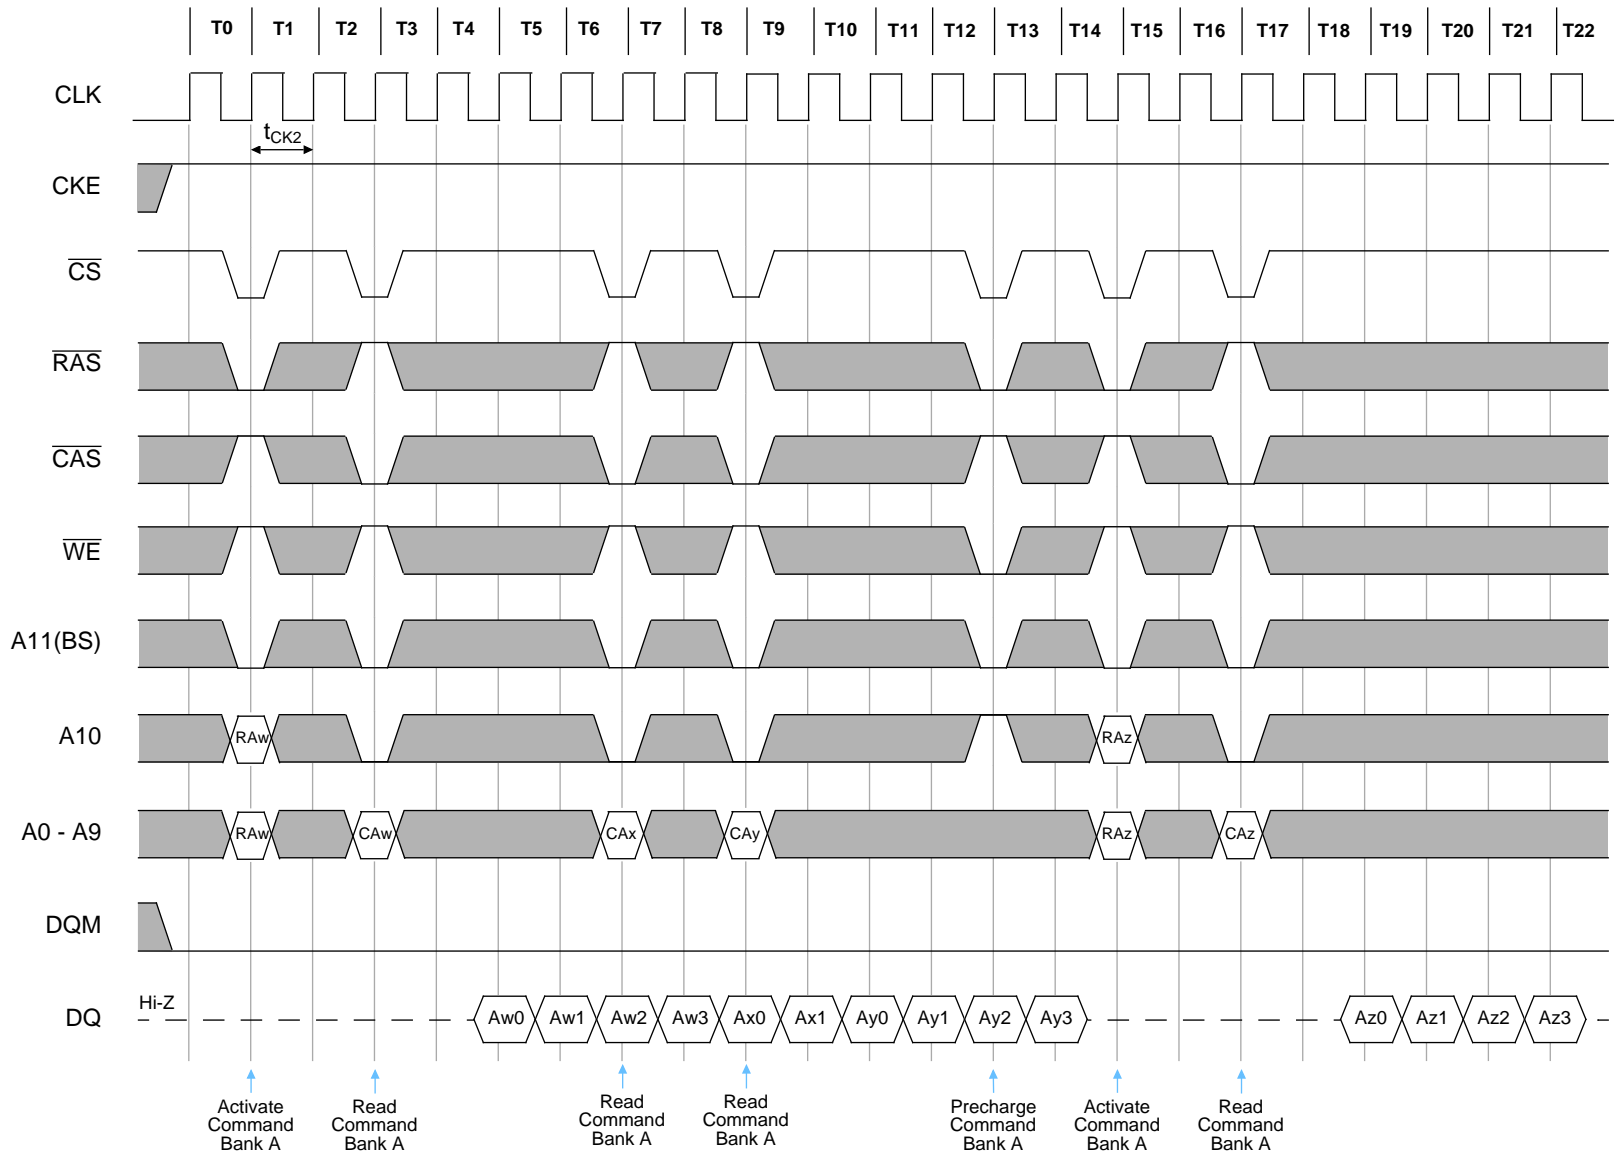 T0 T1 T2 T3 T4 T5 T6 T7 T8 T9 T10 T11 T12 T13 T14 T15 T16 T17 T18 T19 T20 T21 T22
CLK
tCK2
CKE
CS
RAS
CAS
WE
A11(BS)
A10 RAw RAz
A0 - A9 RAw CAw CAx CAy RAz CAz
DQM
Hi-Z
DQ Aw0 Aw1 Aw2 Aw3 Ax0 Ax1 Ay0 Ay1 Ay2 Ay3 Az0 Az1 Az2 Az3
Activate
Command
Bank A
Read
Command
Bank A
Read
Command
Bank A
Read
Command
Bank A
Precharge
Command
Bank A
Activate
Command
Bank A
Read
Command
Bank A